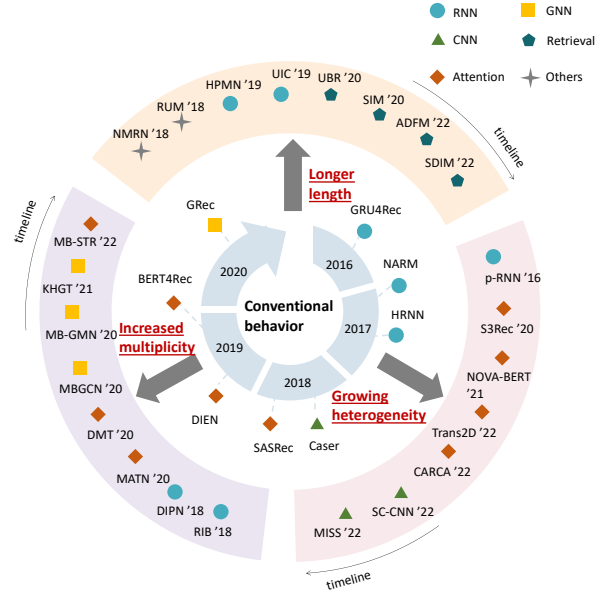 RNN
GNN
CNN
Retrieval
Attention
Others
NMRN '18
RUM '18
HPMN '19
UIC '19
UBR '20
SIM '20
ADFM '22
SDIM '22
timeline
Longer
length
GRec
GRU4Rec
2020
2016
NARM
BERT4Rec
Conventional
behavior
HRNN
2017
2019
2018
Increased
multiplicity
Growing
heterogeneity
DIEN
SASRec
Caser
timeline
MB-STR '22
KHGT '21
MB-GMN '20
MBGCN '20
DMT '20
MATN '20
DIPN '18
RIB '18
p-RNN '16
S3Rec '20
NOVA-BERT
'21
Trans2D '22
CARCA '22
SC-CNN '22
MISS '22
timeline